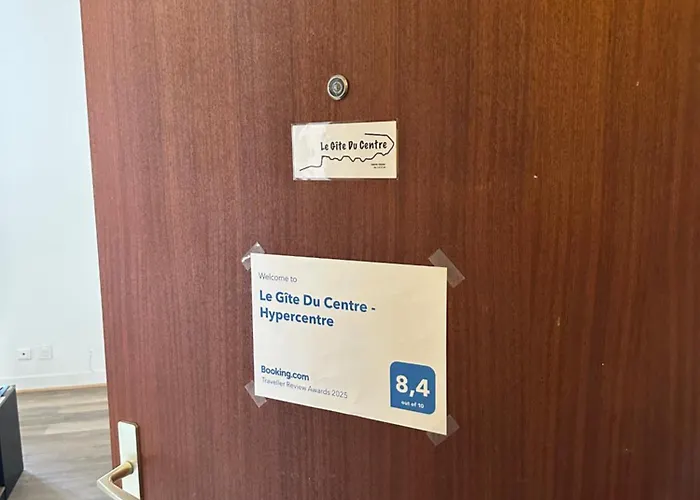 Le Gîte Du Centre
Welcome to
Le Gîte Du Centre -
Hypercentre
Booking.com
Traveller Review Awards 2025
8,4
out of 10